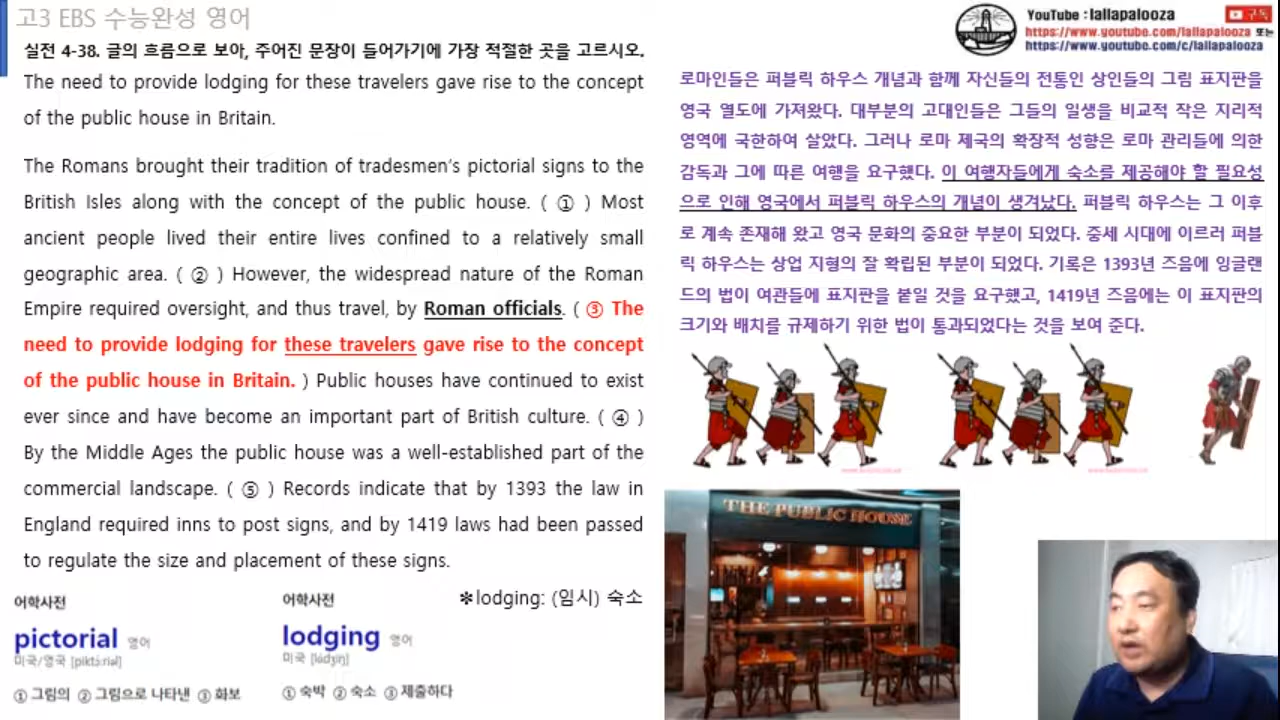 고3 EBS 수능완성 영어
YouTube : lallapalooza
구독
https://www.youtube.com/lallapalooza 또는
https://www.youtube.com/c/lallapalooza
실전 4-38. 글의 흐름으로 보아, 주어진 문장이 들어가기에 가장 적절한 곳을 고르시오.
The need to provide lodging for these travelers gave rise to the concept
of the public house in Britain.
The Romans brought their tradition of tradesmen's pictorial signs to the
British Isles along with the concept of the public house. ( ① ) Most
ancient people lived their entire lives confined to a relatively small
geographic area. ( ② ) However, the widespread nature of the Roman
Empire required oversight, and thus travel, by Roman officials. ( ③ The
need to provide lodging for these travelers gave rise to the concept
of the public house in Britain. ) Public houses have continued to exist
ever since and have become an important part of British culture. ( ④ )
By the Middle Ages the public house was a well-established part of the
commercial landscape. ( ⑤ ) Records indicate that by 1393 the law in
England required inns to post signs, and by 1419 laws had been passed
to regulate the size and placement of these signs.
✻lodging: (임시) 숙소
어학사전
pictorial 영어
미국/영국 [piktɔ́ːriəl]
① 그림의 ② 그림으로 나타낸 ③ 화보
어학사전
lodging 영어
미국 [lɑ́dʒiŋ]
① 숙박 ② 숙소 ③ 제출하다
로마인들은 퍼블릭 하우스 개념과 함께 자신들의 전통인 상인들의 그림 표지판을
영국 열도에 가져왔다. 대부분의 고대인들은 그들의 일생을 비교적 작은 지리적
영역에 국한하여 살았다. 그러나 로마 제국의 확장적 성향은 로마 관리들에 의한
감독과 그에 따른 여행을 요구했다. 이 여행자들에게 숙소를 제공해야 할 필요성
으로 인해 영국에서 퍼블릭 하우스의 개념이 생겨났다. 퍼블릭 하우스는 그 이후
로 계속 존재해 왔고 영국 문화의 중요한 부분이 되었다. 중세 시대에 이르러 퍼블
릭 하우스는 상업 지형의 잘 확립된 부분이 되었다. 기록은 1393년 즈음에 잉글랜
드의 법이 여관들에 표지판을 붙일 것을 요구했고, 1419년 즈음에는 이 표지판의
크기와 배치를 규제하기 위한 법이 통과되었다는 것을 보여 준다.
THE PUBLIC HOUSE